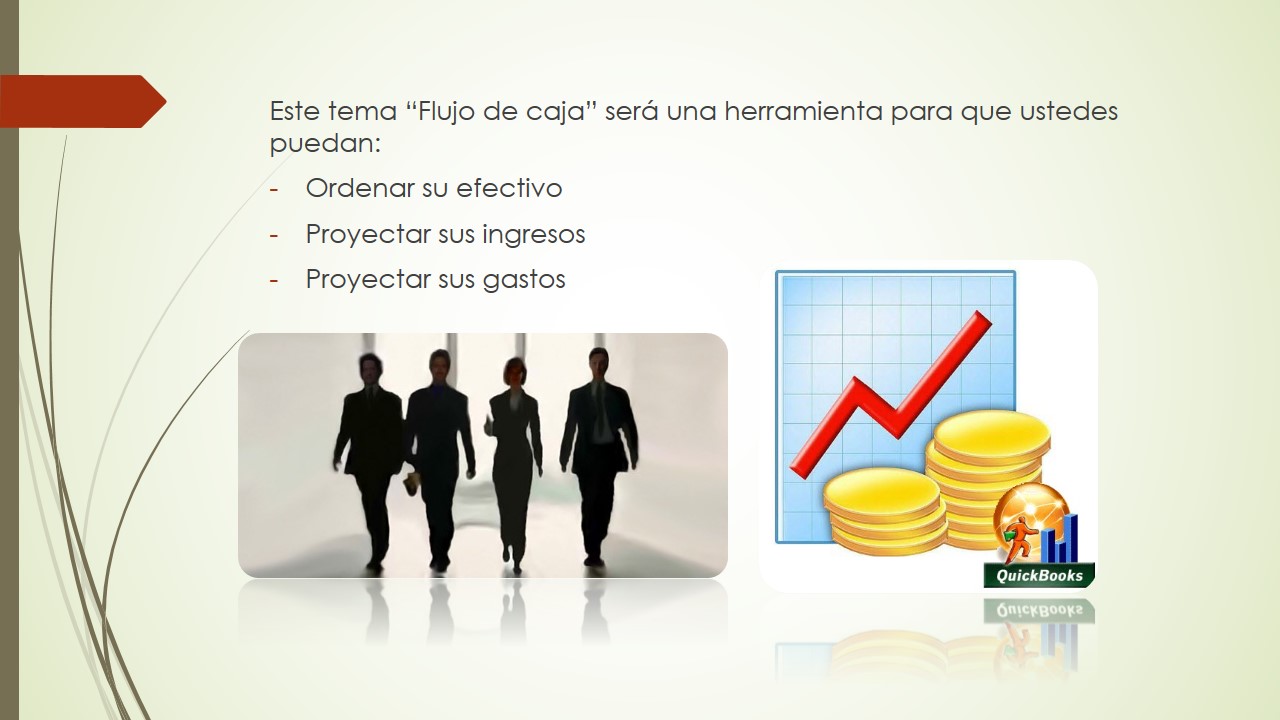 Este tema “Flujo de caja” será una herramienta para que ustedes
puedan:
- Ordenar su efectivo
- Proyectar sus ingresos
- Proyectar sus gastos
QuickBooks